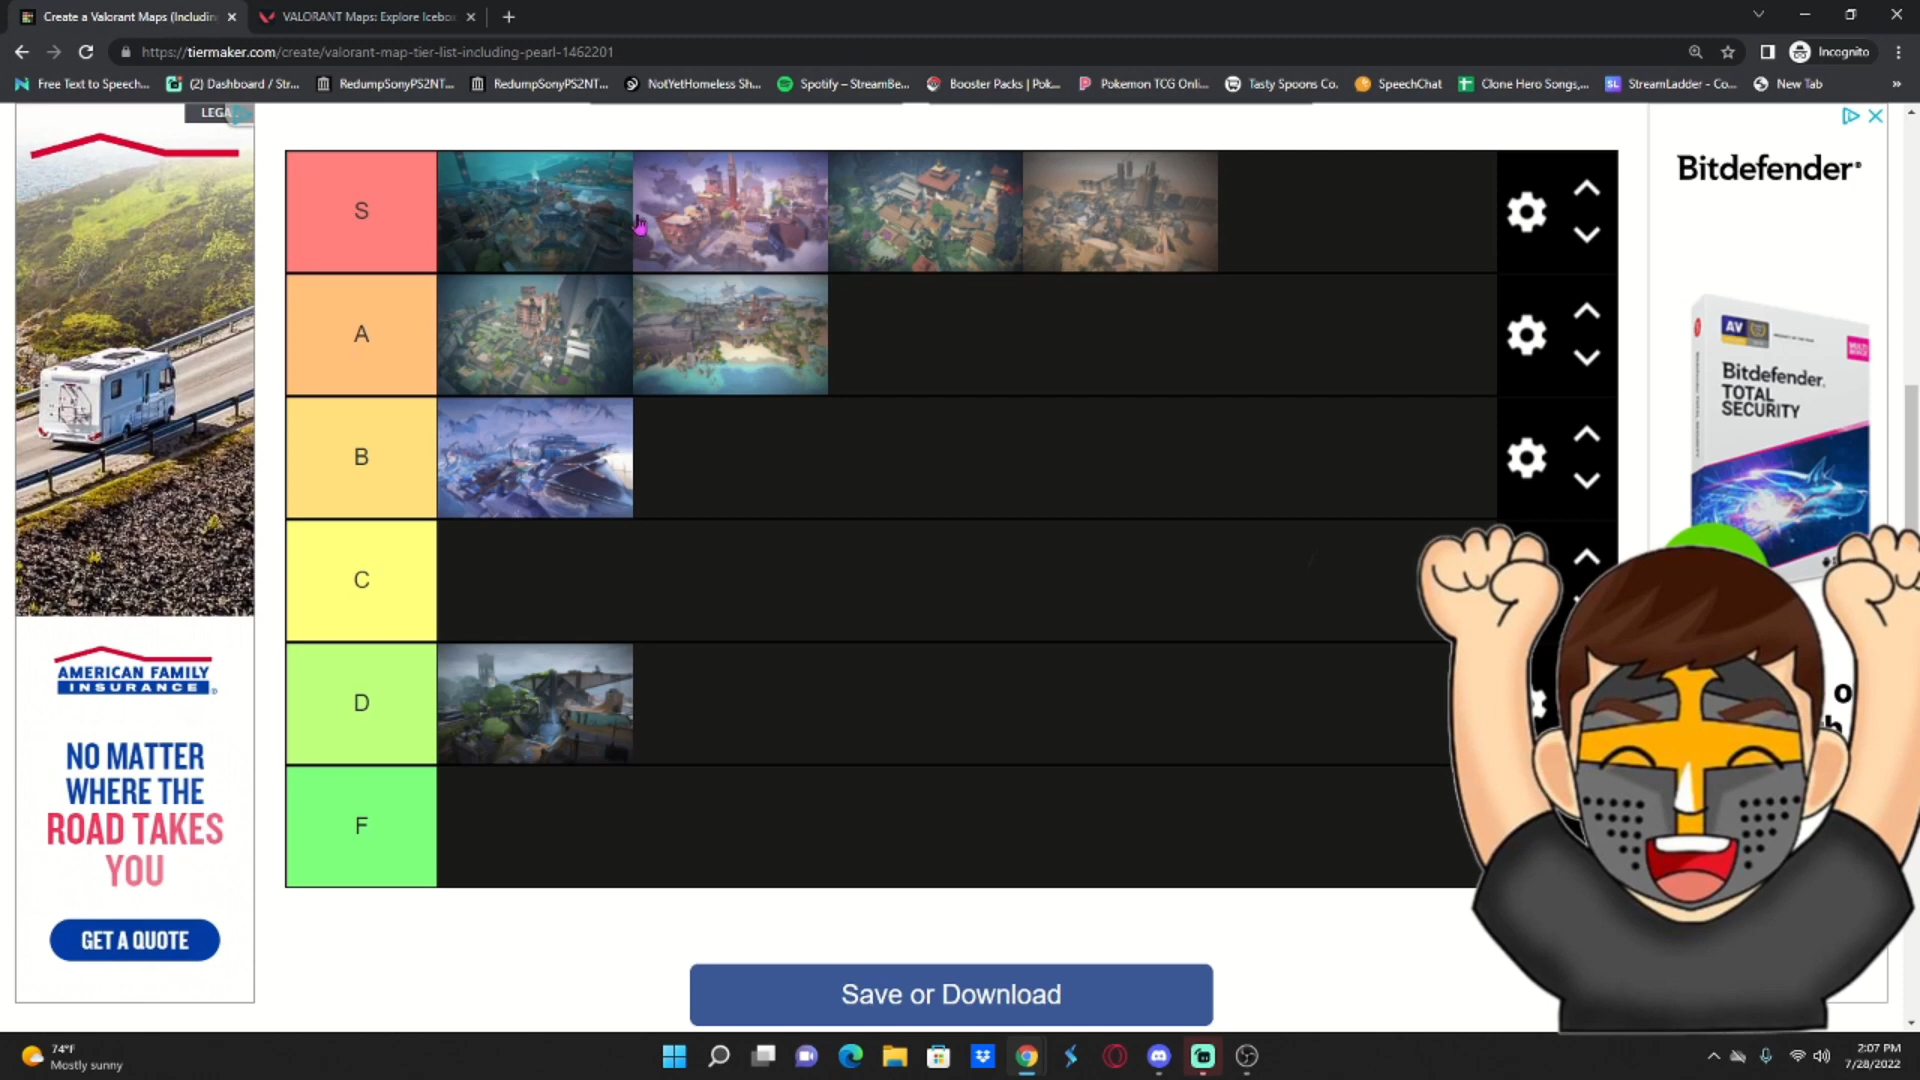 Create a Valorant Maps (Includin
VALORANT Maps: Explore Icebo
https://tiermaker.com/create/valorant-map-tier-list-including-pearl-1462201
Incognito
Free Text to Speech...
(2) Dashboard / Str...
RedumpSonyPS2NT...
RedumpSonyPS2NT...
NotYetHomeless Sh...
Spotify – StreamBe...
Booster Packs | Pok...
Pokemon TCG Onli...
Tasty Spoons Co.
SpeechChat
Clone Hero Songs,...
SL
StreamLadder - Co...
New Tab
LEGA
S
A
B
C
D
F
AMERICAN FAMILY
INSURANCE
NO MATTER
WHERE THE
ROAD TAKES
YOU
GET A QUOTE
Bitdefender
AV
Bitdefender
TOTAL
SECURITY
Save or Download
74°F
Mostly sunny
2:07 PM
7/28/2022